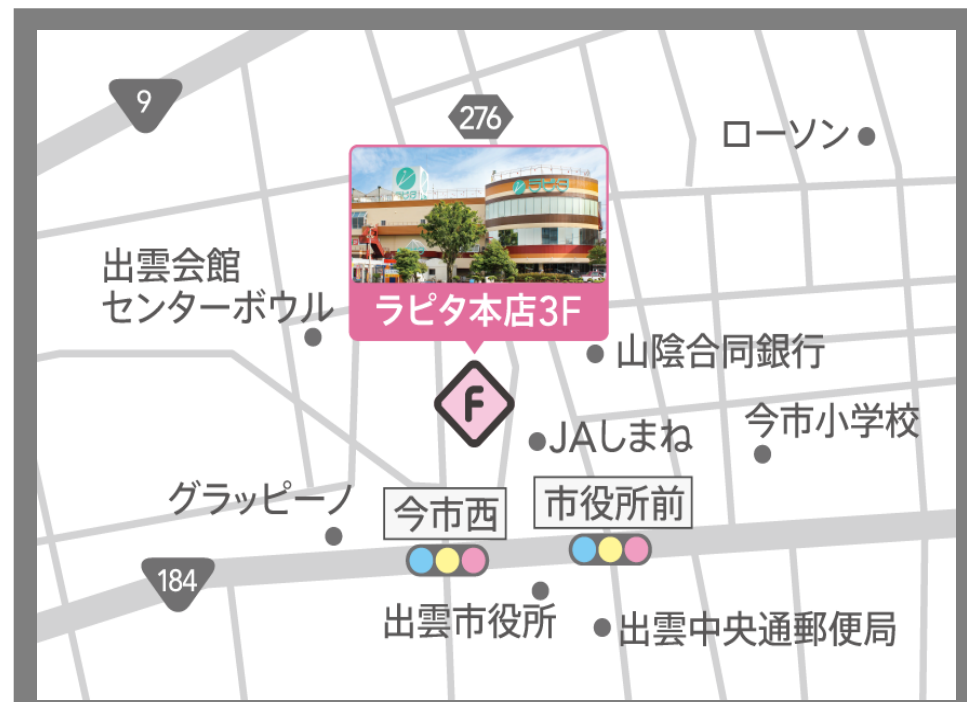 9
276
ローソン
ラピタ
出雲会館
センターボウル
ラピタ本店3F
山陰合同銀行
F
JAしまね
今市小学校
グラッピーノ
今市西
市役所前
184
出雲市役所
出雲中央通郵便局